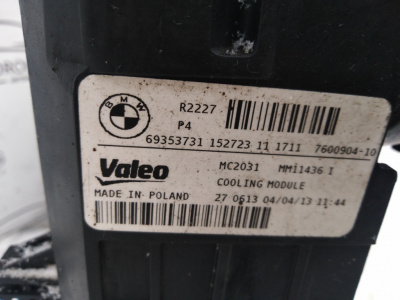 BMW
R2227
P4
69353731 152723 11 1711 7600904-10
Valeo
MC2031 MM11436 I
COOLING MODULE
MADE IN POLAND
27 0613 04/04/13 11:44